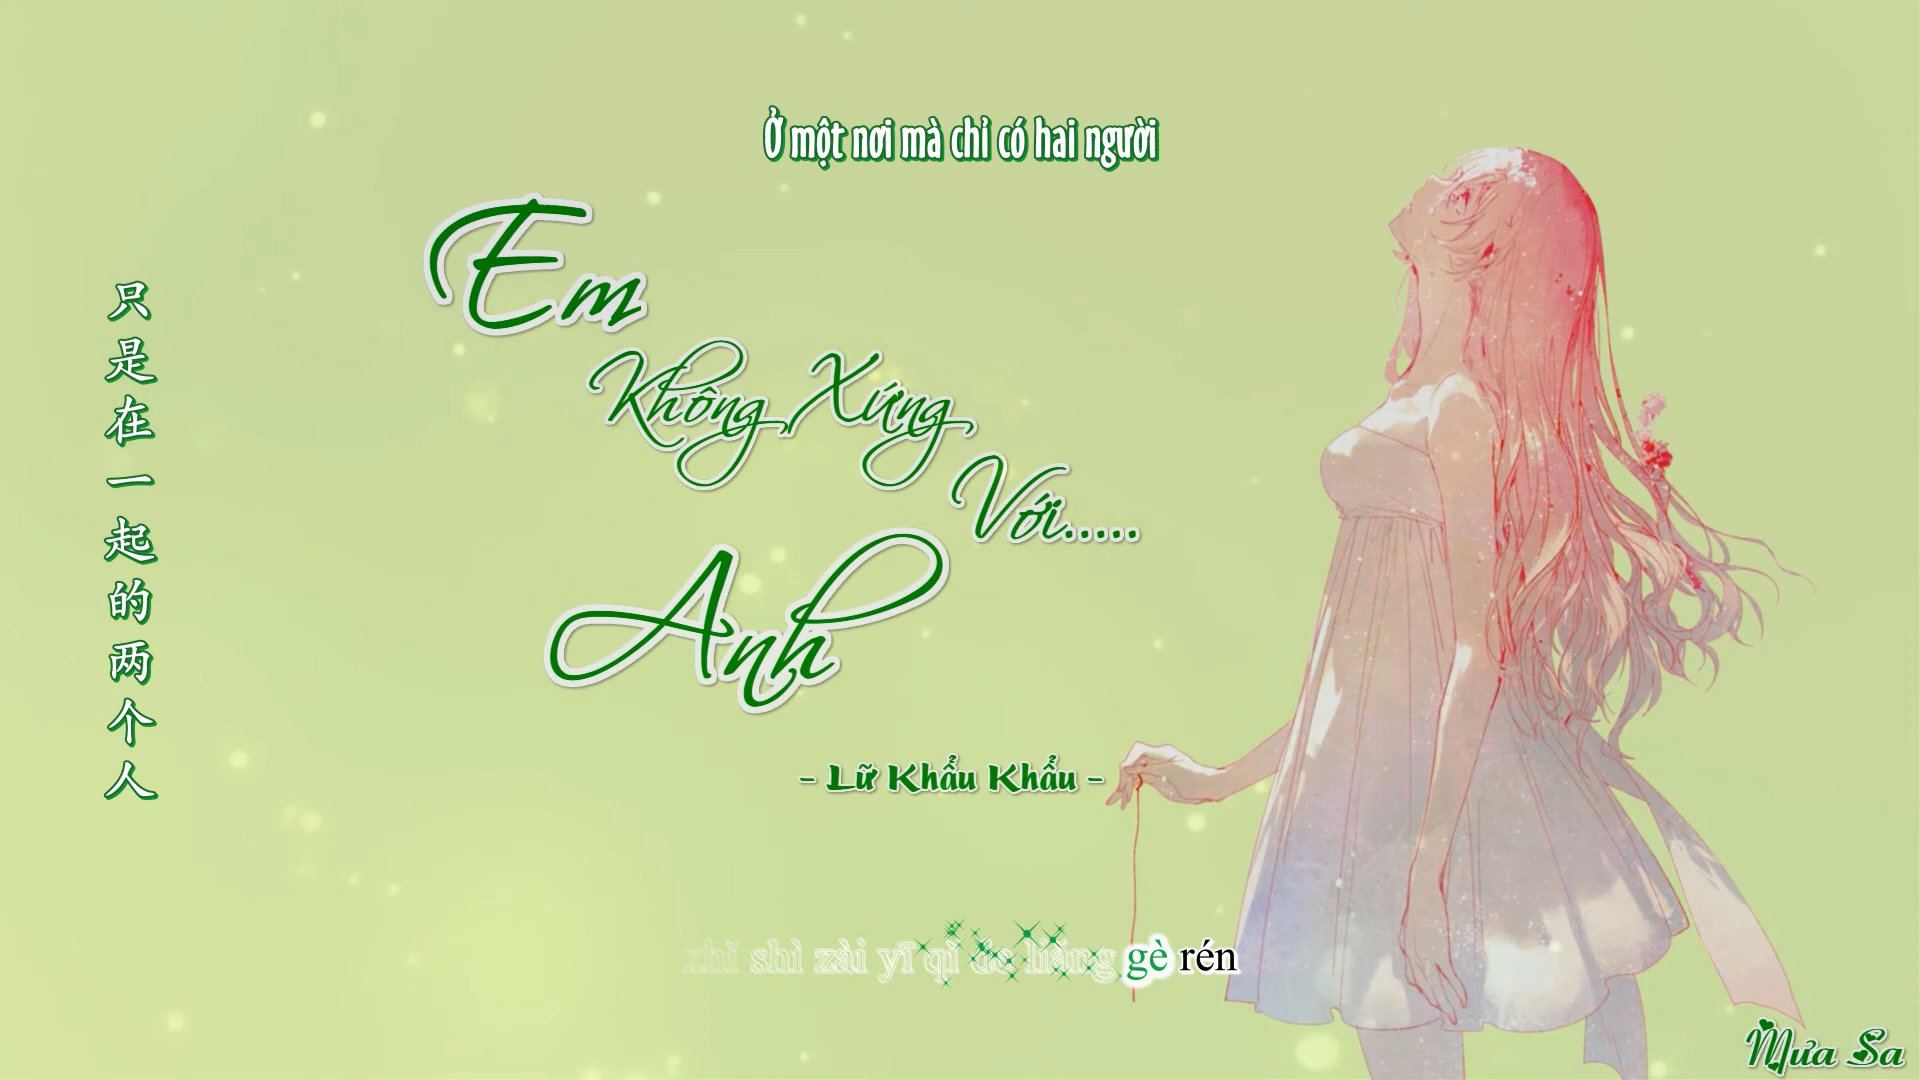 Ở một nơi mà chỉ có hai người
只是在一起的两个人
Em
Không Xứng
Với.....
Anh
- Lữ Khẩu Khẩu -
zhǐ shì zài yī qǐ de liǎng gè rén
Mưa Sa